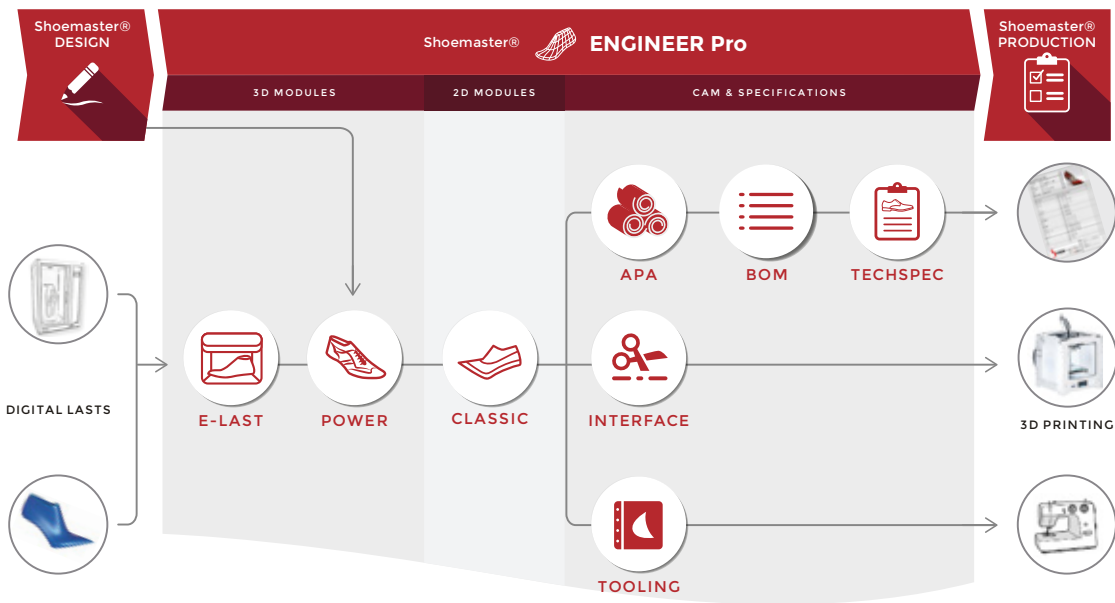 Shoemaster®
DESIGN
Shoemaster® ENGINEER Pro
Shoemaster®
PRODUCTION
3D MODULES
2D MODULES
CAM & SPECIFICATIONS
APA
BOM
TECHSPEC
DIGITAL LASTS
E-LAST
POWER
CLASSIC
INTERFACE
3D PRINTING
TOOLING